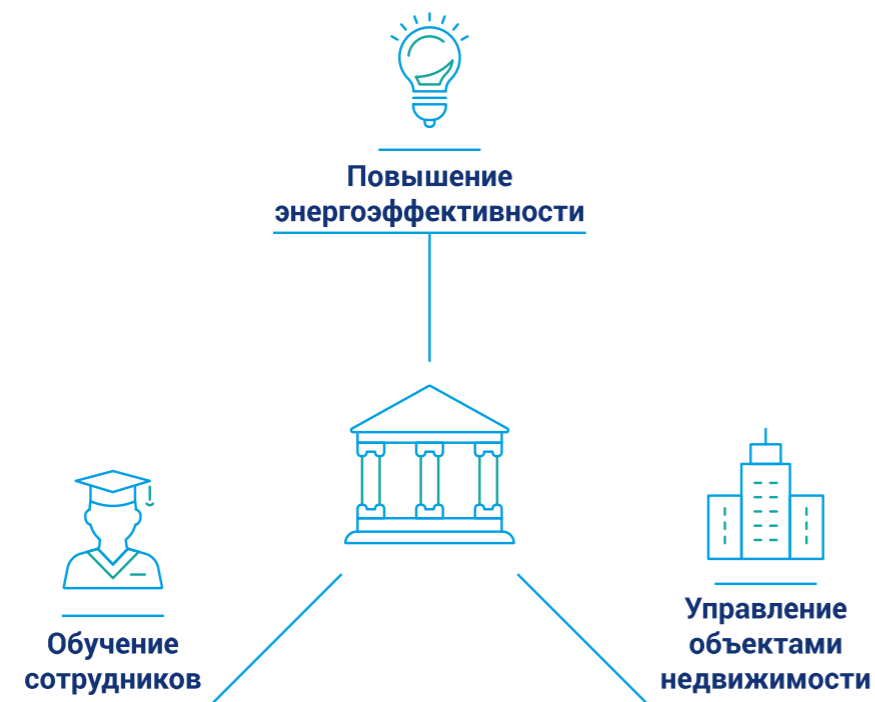 Повышение
энергоэффективности
Обучение
сотрудников
Управление
объектами
недвижимости